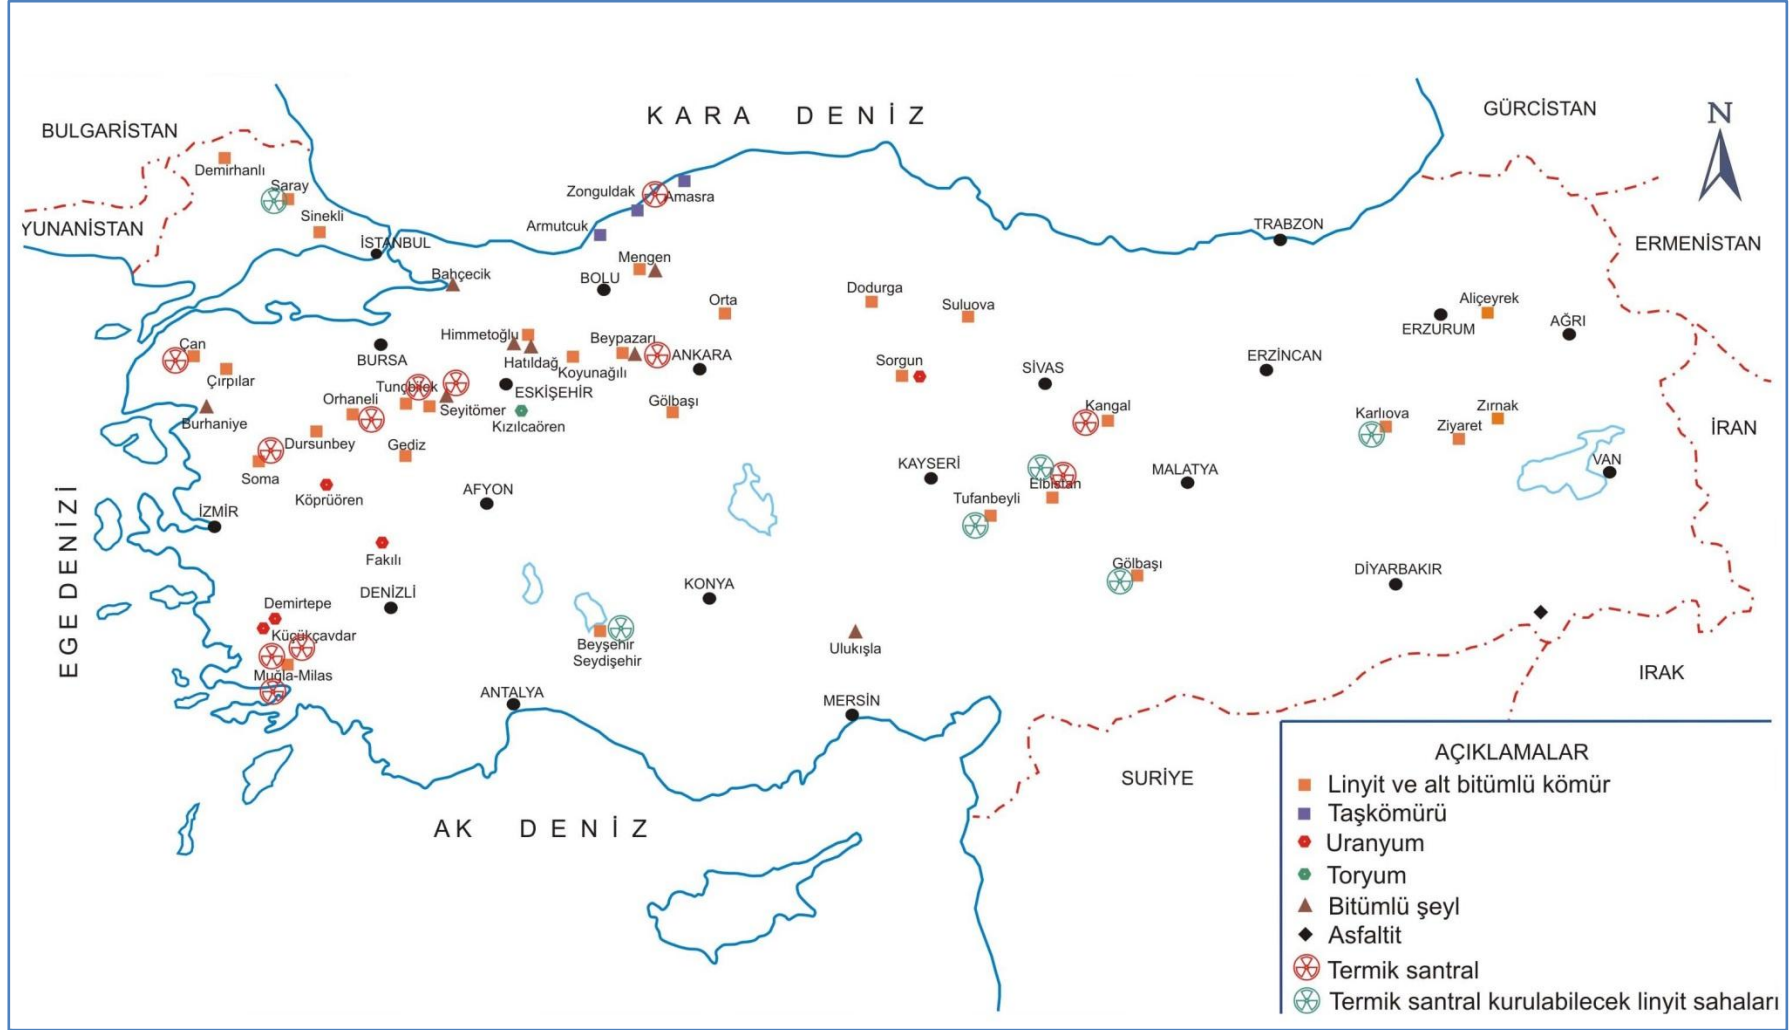 KARA DENİZ
GÜRCİSTAN
N
BULGARİSTAN
Demirhanlı
Saray
Zonguldak
Amasra
Sinekli
YUNANİSTAN
Armutcuk
TRABZON
ERMENİSTAN
İSTANBUL
Mengen
Bahçecik
BOLU
Dodurga
Suluova
Orta
Aliçeyrek
ERZURUM
AĞRI
Himmetoğlu
Beypazarı
Çan
BURSA
Hatıldağ
Koyunağılı
ANKARA
Sorgun
SİVAS
ERZİNCAN
Çırpılar
Tunçbilek
ESKİŞEHİR
Orhaneli
Seyitömer
Gölbaşı
Kangal
Karlıova
Zırnak
Burhaniye
Kızılcaören
Ziyaret
İRAN
Dursunbey
Gediz
KAYSERİ
MALATYA
VAN
Soma
Elbistan
AFYON
Köprüören
Tufanbeyli
İZMİR
EGE DENİZİ
Fakılı
Gölbaşı
DİYARBAKIR
DENİZLİ
KONYA
Demirtepe
Küçükçavdar
Beyşehir
Seydişehir
Ulukışla
Muğla-Milas
IRAK
ANTALYA
MERSİN
SURİYE
AK DENİZ
AÇIKLAMALAR
Linyit ve alt bitümlü kömür
Taşkömürü
Uranyum
Toryum
Bitümlü şeyl
Asfaltit
Termik santral
Termik santral kurulabilecek linyit sahaları